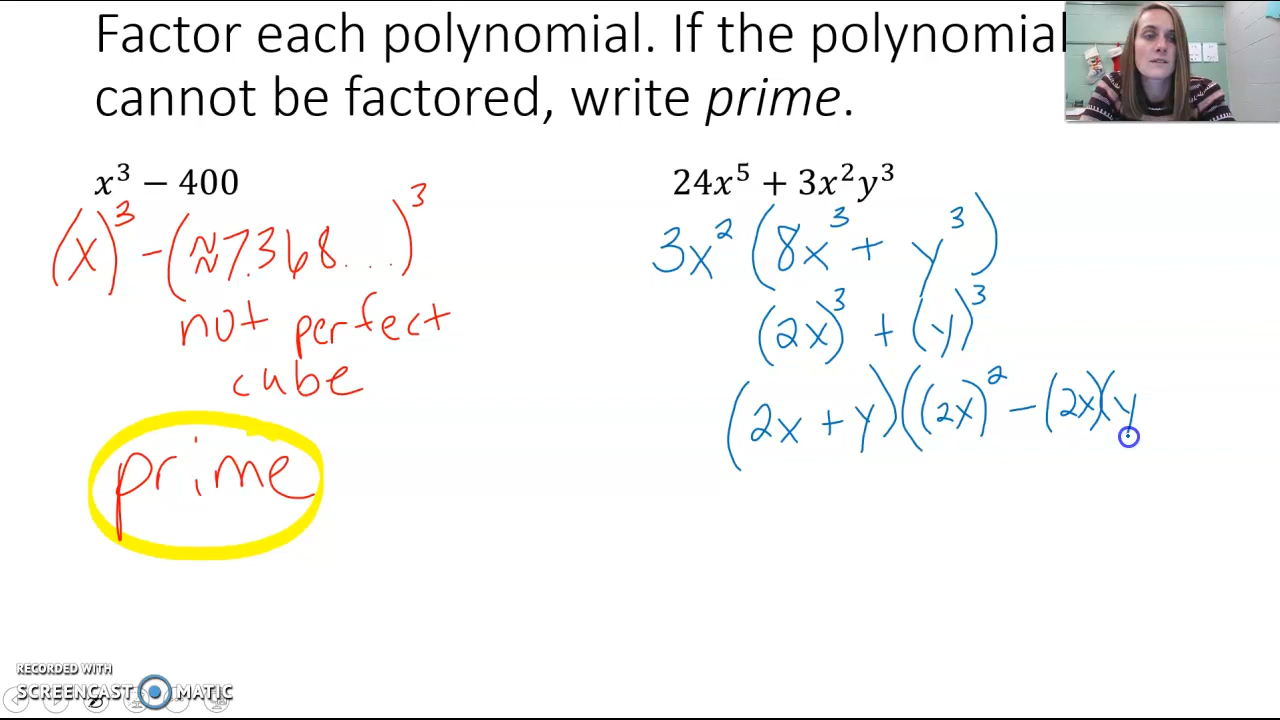 Factor each polynomial. If the polynomial
cannot be factored, write prime.
x³ − 400
(x)³ − (≈7.368...)³
not perfect
cube
prime
24x⁵ + 3x²y³
3x² (8x³ + y³)
(2x)³ + (y)³
(2x + y)((2x)² − (2x)(y
RECORDED WITH
SCREENCAST MATIC